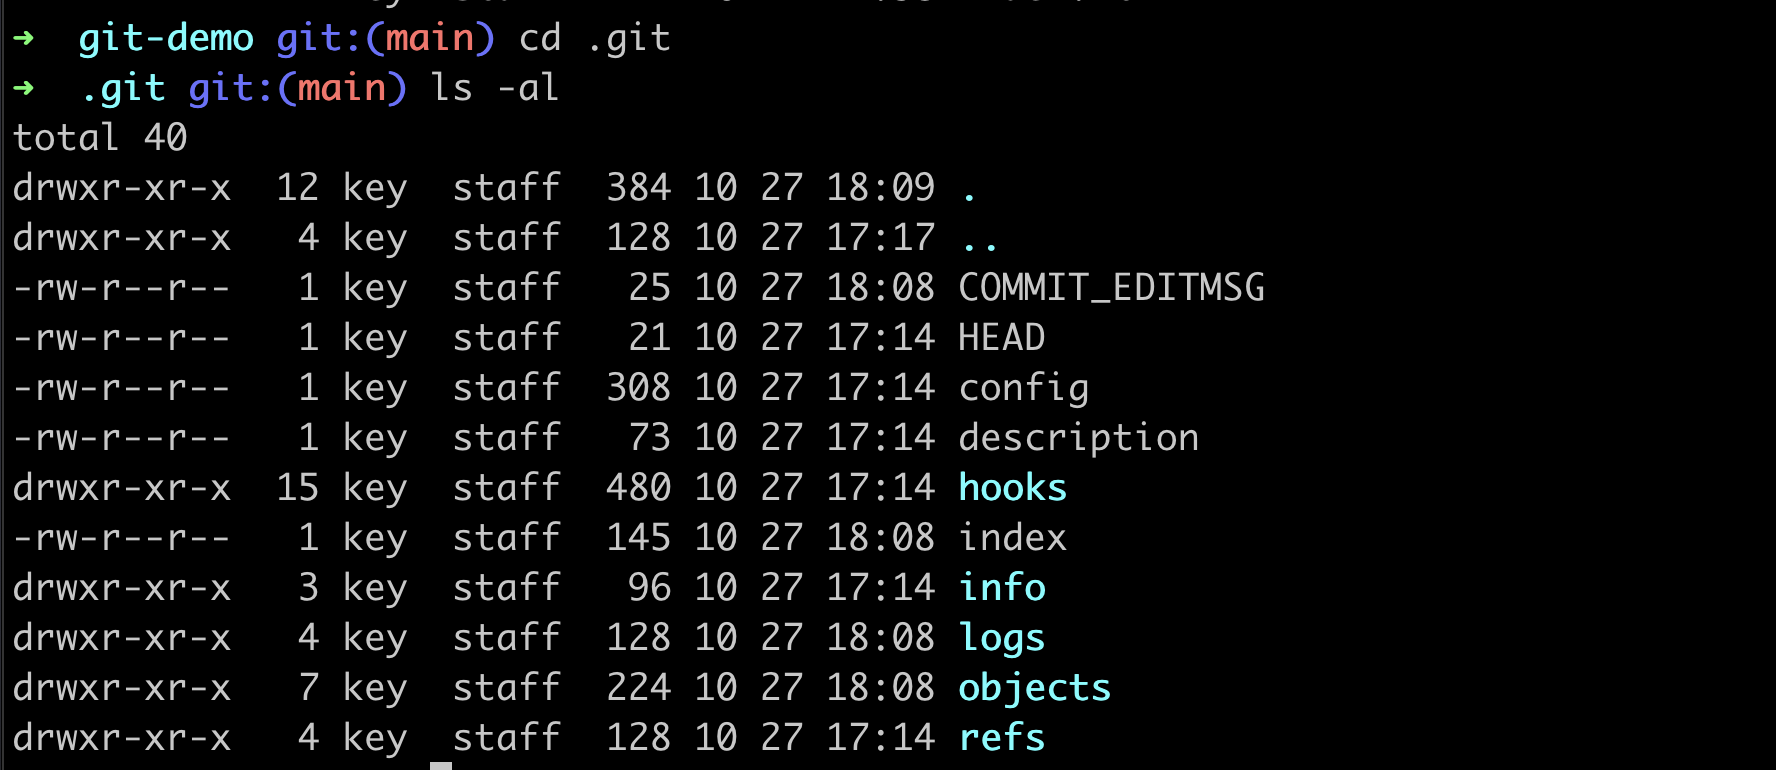 ➜  git-demo git:(main) cd .git
➜  .git git:(main) ls -al
total 40
drwxr-xr-x  12 key  staff  384 10 27 18:09 .
drwxr-xr-x   4 key  staff  128 10 27 17:17 ..
-rw-r--r--   1 key  staff   25 10 27 18:08 COMMIT_EDITMSG
-rw-r--r--   1 key  staff   21 10 27 17:14 HEAD
-rw-r--r--   1 key  staff  308 10 27 17:14 config
-rw-r--r--   1 key  staff   73 10 27 17:14 description
drwxr-xr-x  15 key  staff  480 10 27 17:14 hooks
-rw-r--r--   1 key  staff  145 10 27 18:08 index
drwxr-xr-x   3 key  staff   96 10 27 17:14 info
drwxr-xr-x   4 key  staff  128 10 27 18:08 logs
drwxr-xr-x   7 key  staff  224 10 27 18:08 objects
drwxr-xr-x   4 key  staff  128 10 27 17:14 refs